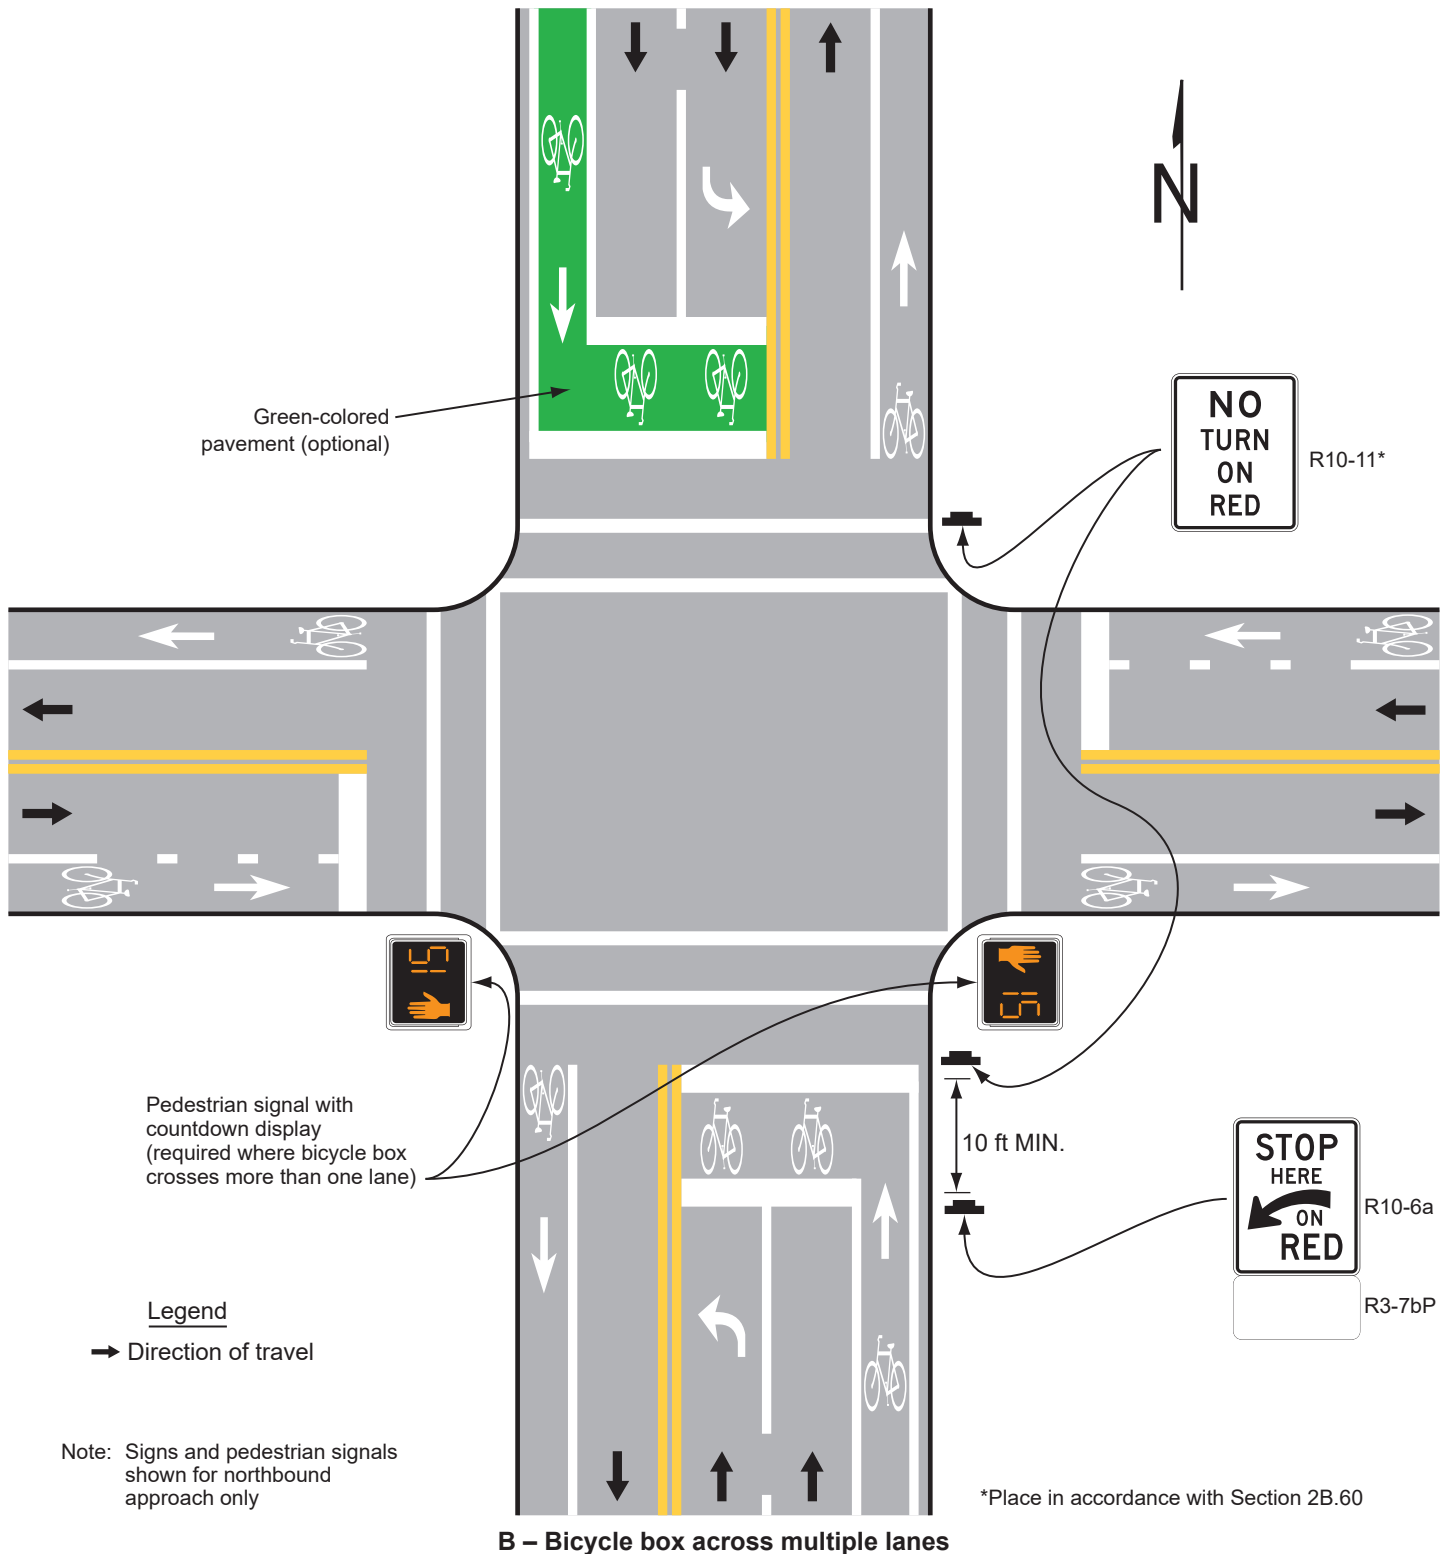 N
Green-colored
pavement (optional)
NO
TURN
ON
RED
R10-11*
15
15
Pedestrian signal with
countdown display
(required where bicycle box
crosses more than one lane)
10 ft MIN.
STOP
HERE
ON
RED
R10-6a
R3-7bP
Legend
Direction of travel
Note: Signs and pedestrian signals
shown for northbound
approach only
*Place in accordance with Section 2B.60
B – Bicycle box across multiple lanes